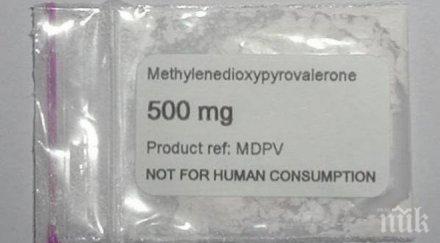 Methylenedioxypyrovalerone
500 mg
Product ref: MDPV
NOT FOR HUMAN CONSUMPTION